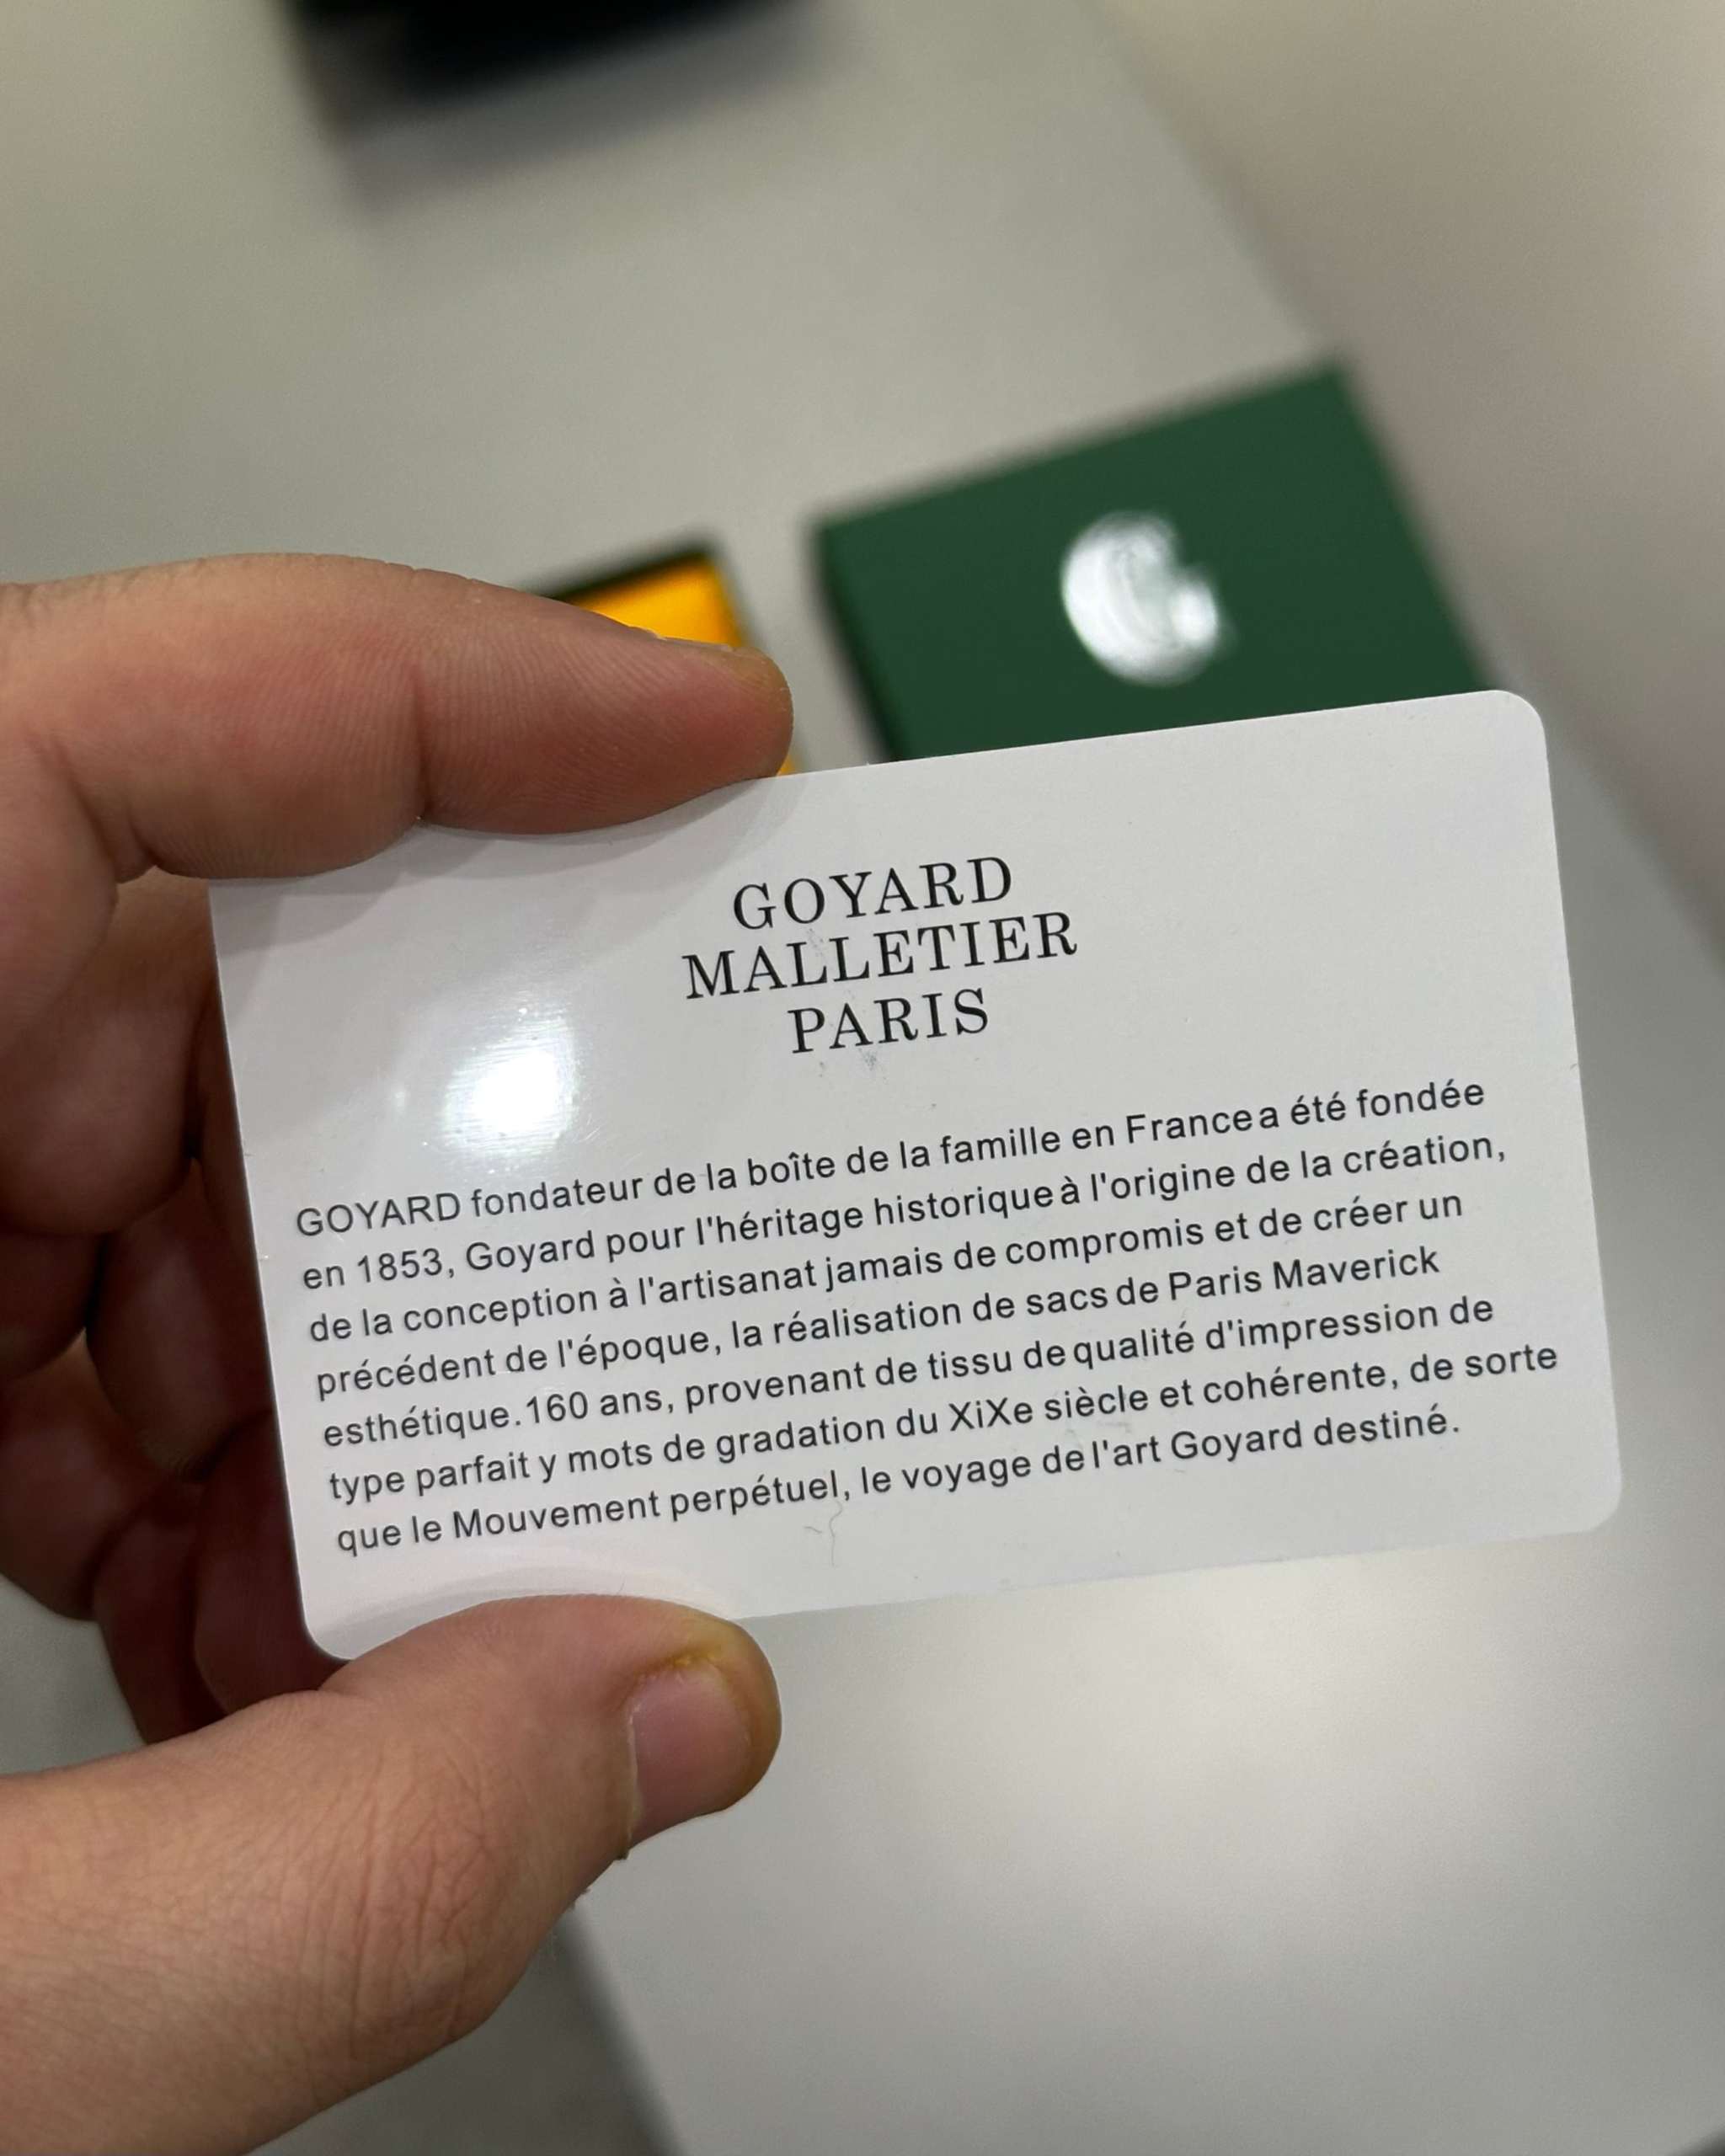 GOYARD
MALLETIER
PARIS
GOYARD fondateur de la boîte de la famille en France a été fondée
en 1853, Goyard pour l'héritage historique à l'origine de la création,
de la conception à l'artisanat jamais de compromis et de créer un
précédent de l'époque, la réalisation de sacs de Paris Maverick
esthétique.160 ans, provenant de tissu de qualité d'impression de
type parfait y mots de gradation du XiXe siècle et cohérente, de sorte
que le Mouvement perpétuel, le voyage de l'art Goyard destiné.